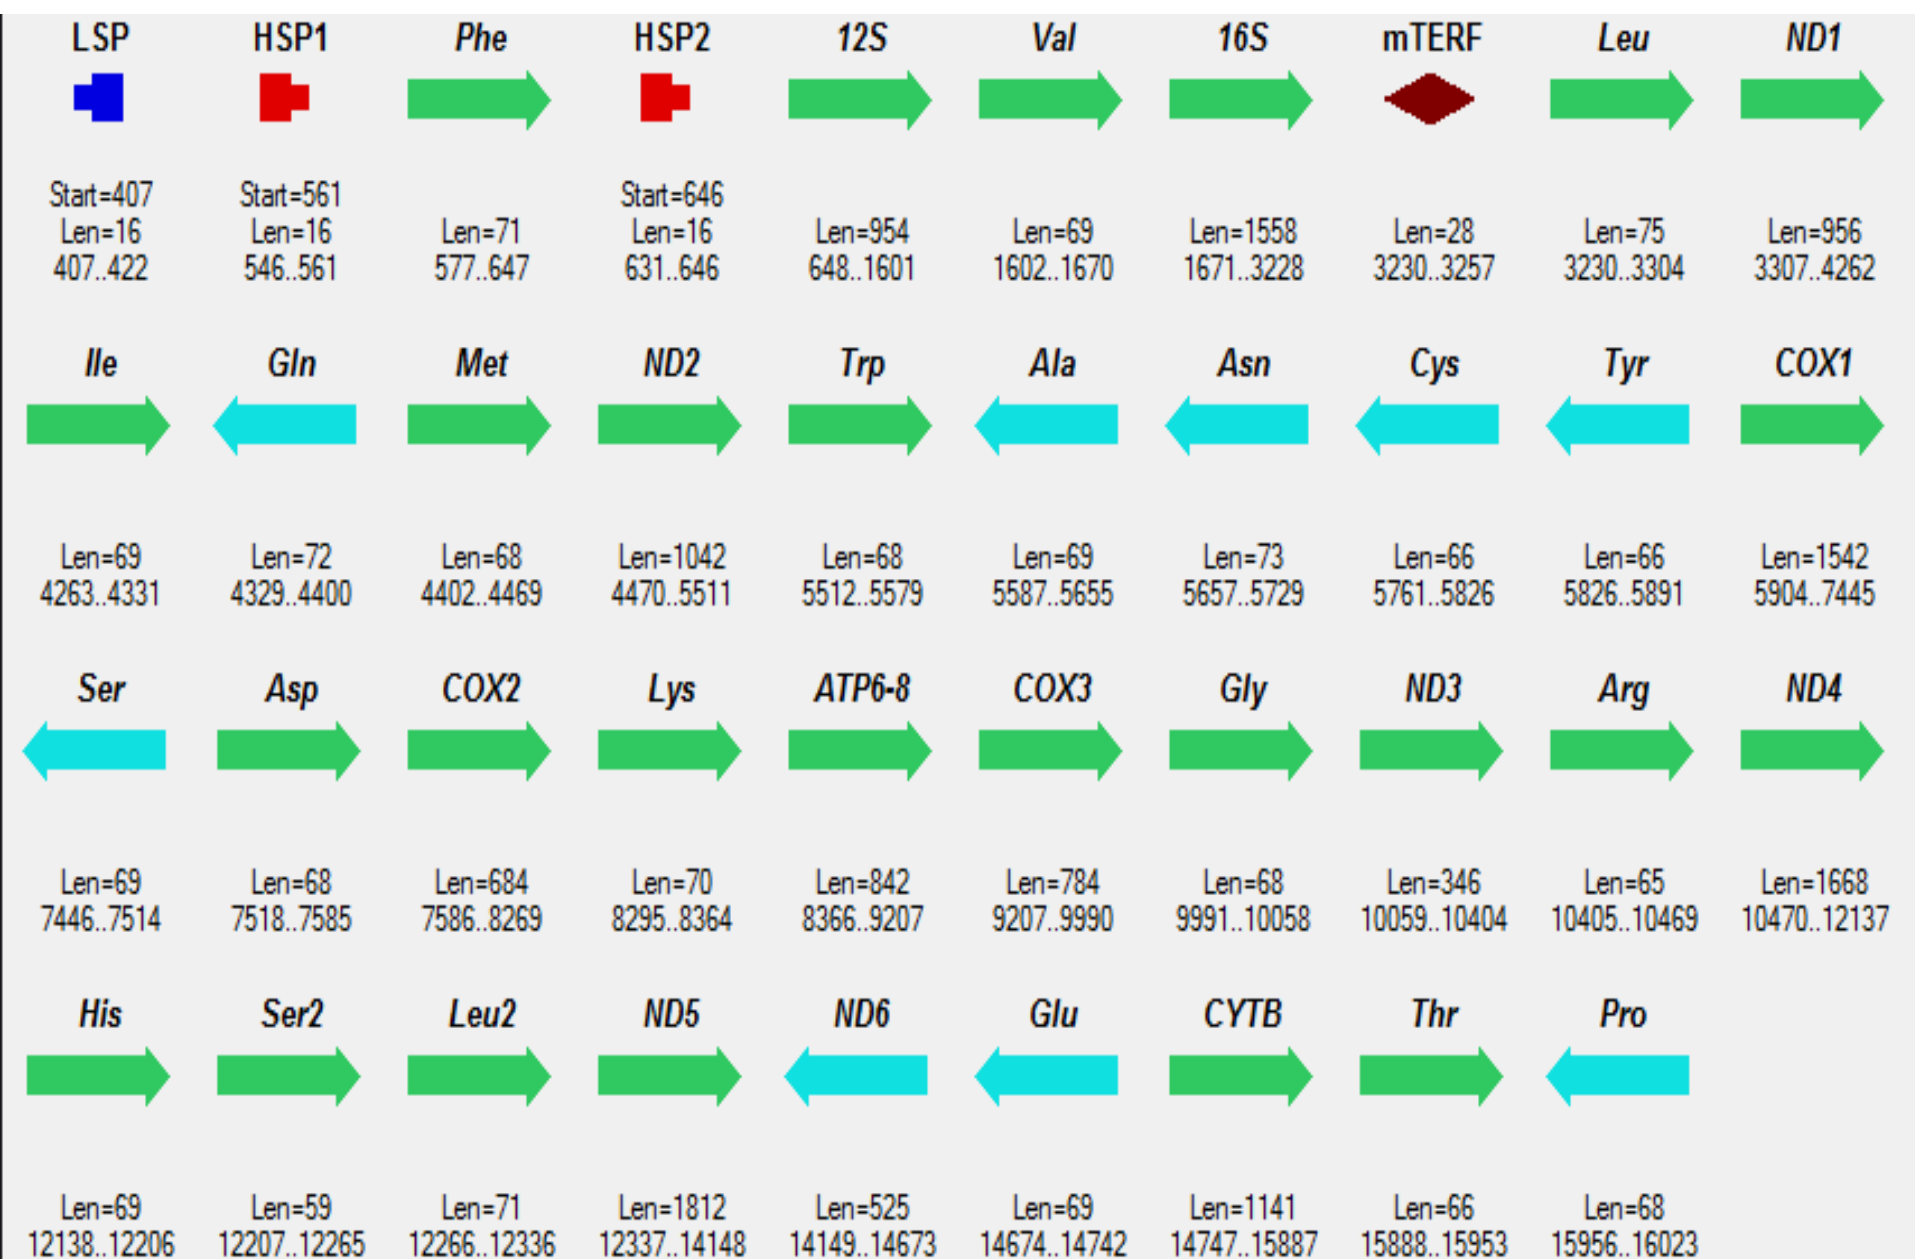 LSP HSP1 Phe HSP2 12S Val 16S mTERF Leu ND1
Start=407 Start=561 Start=646
Len=16 Len=16 Len=71 Len=16 Len=954 Len=69 Len=1558 Len=28 Len=75 Len=956
407..422 546..561 577..647 631..646 648..1601 1602..1670 1671..3228 3230..3257 3230..3304 3307..4262
Ile Gln Met ND2 Trp Ala Asn Cys Tyr COX1
Len=69 Len=72 Len=68 Len=1042 Len=68 Len=69 Len=73 Len=66 Len=66 Len=1542
4263..4331 4329..4400 4402..4469 4470..5511 5512..5579 5587..5655 5657..5729 5761..5826 5826..5891 5904..7445
Ser Asp COX2 Lys ATP6-8 COX3 Gly ND3 Arg ND4
Len=69 Len=68 Len=684 Len=70 Len=842 Len=784 Len=68 Len=346 Len=65 Len=1668
7446..7514 7518..7585 7586..8269 8295..8364 8366..9207 9207..9990 9991..10058 10059..10404 10405..10469 10470..12137
His Ser2 Leu2 ND5 ND6 Glu CYTB Thr Pro
Len=69 Len=59 Len=71 Len=1812 Len=525 Len=69 Len=1141 Len=66 Len=68
12138..12206 12207..12265 12266..12336 12337..14148 14149..14673 14674..14742 14747..15887 15888..15953 15956..16023